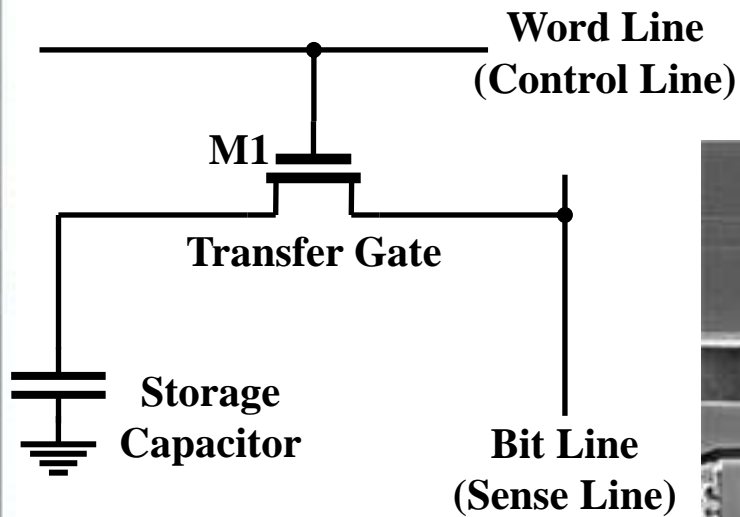 Word Line
(Control Line)
M1
Transfer Gate
Storage
Capacitor
Bit Line
(Sense Line)